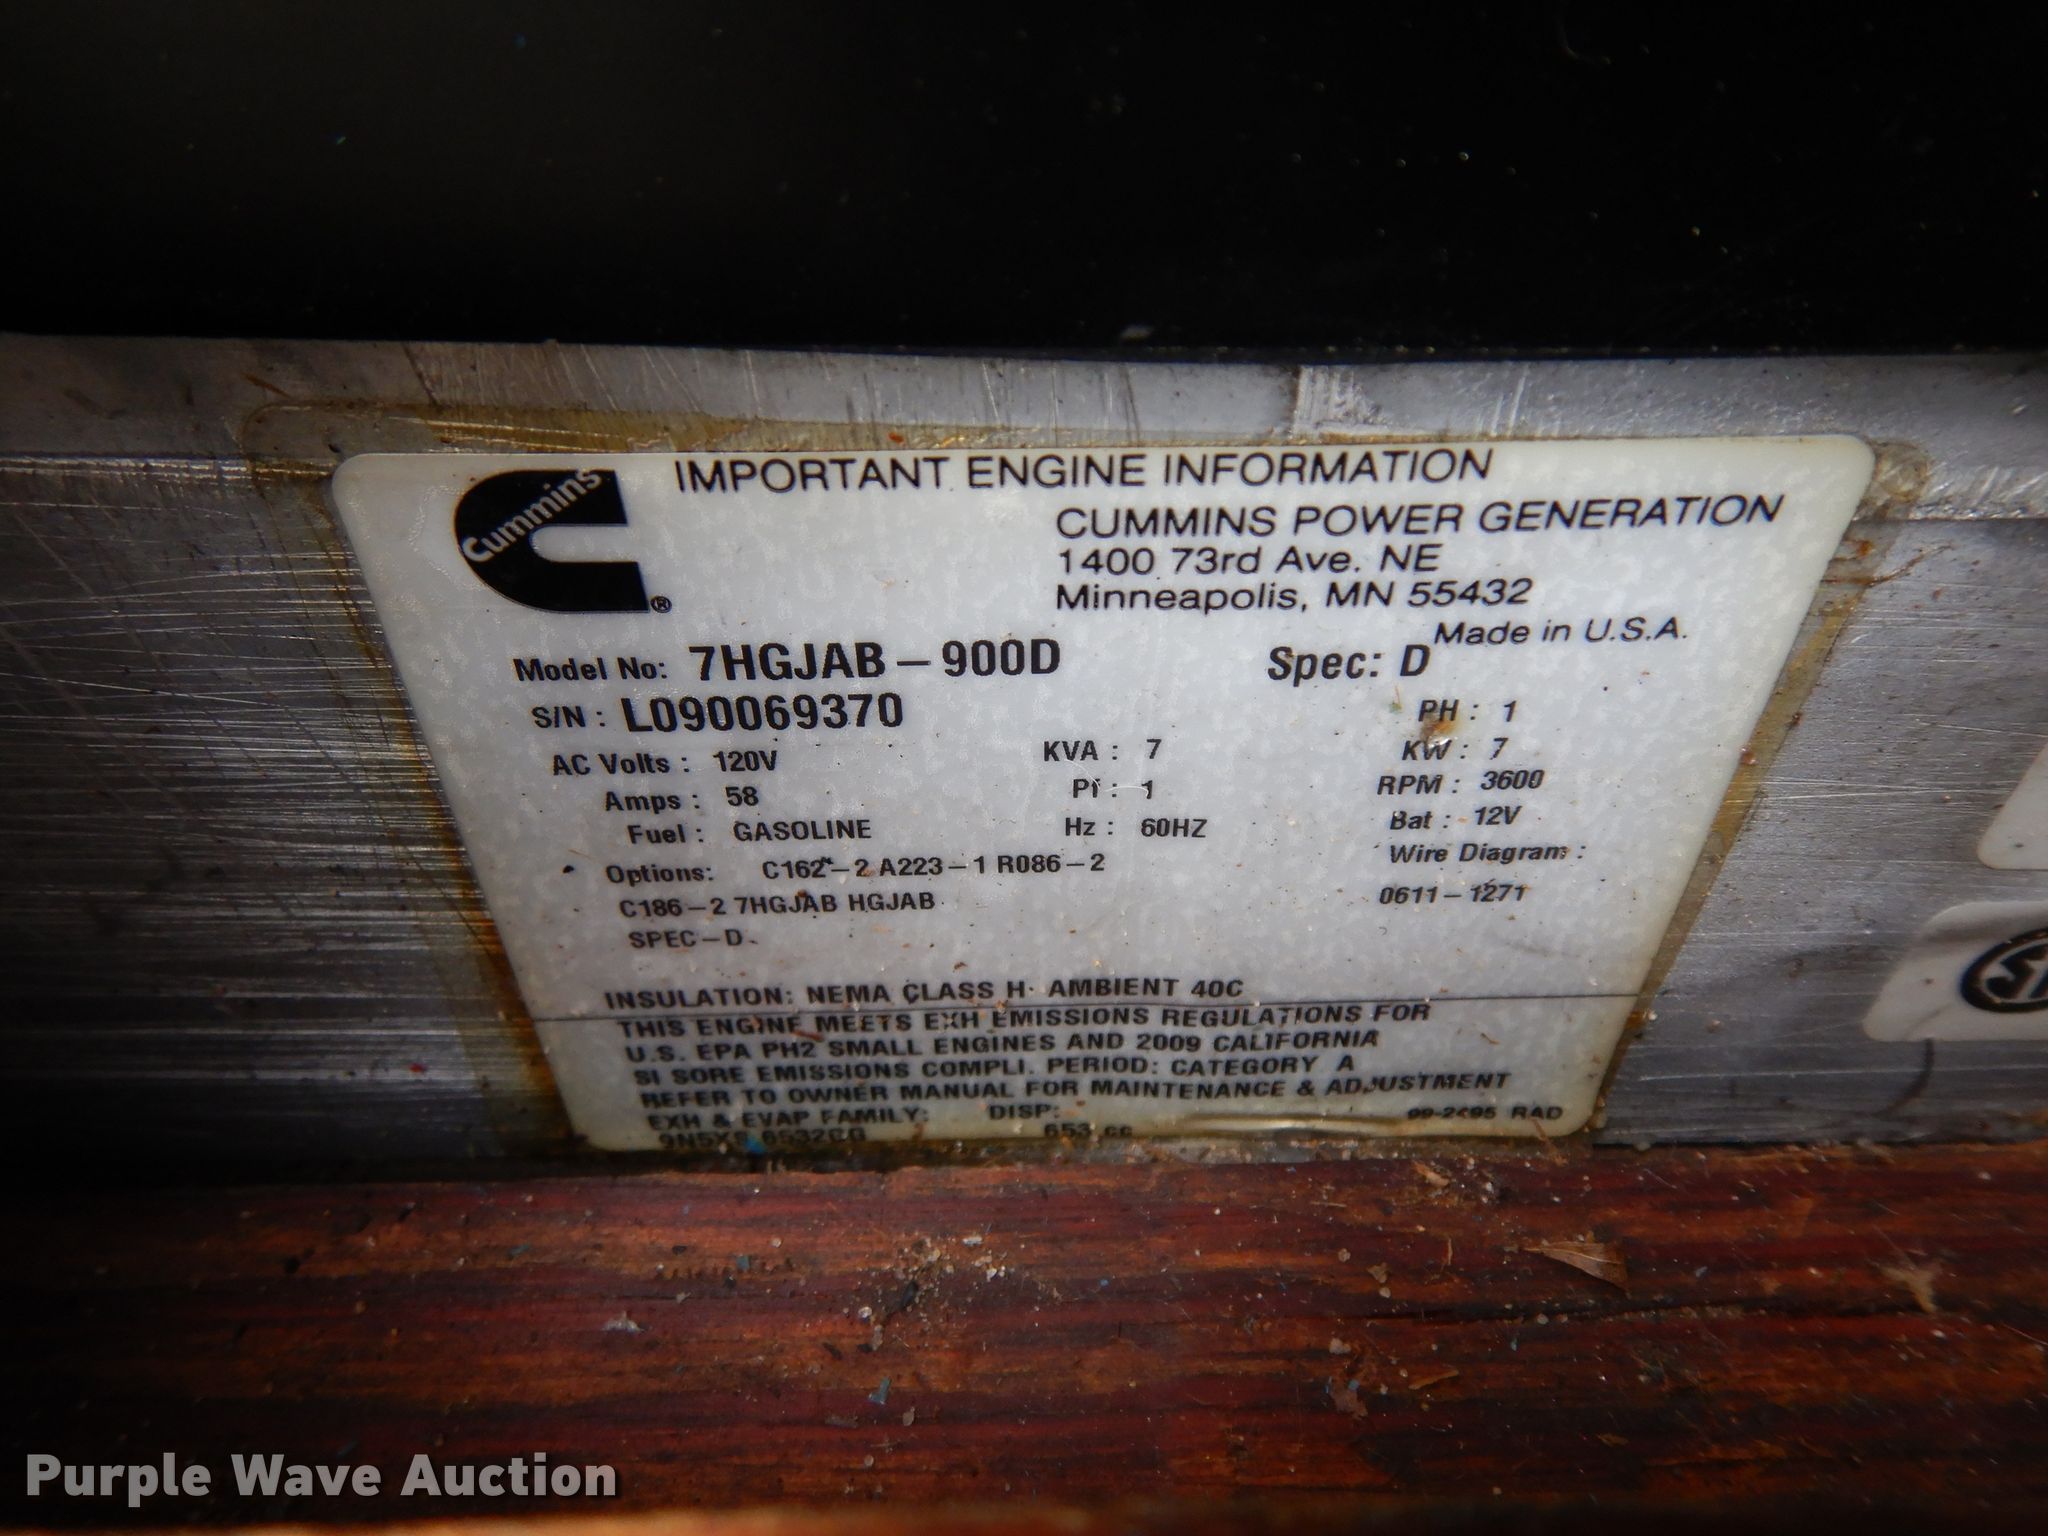 Cummins
®
IMPORTANT ENGINE INFORMATION
CUMMINS POWER GENERATION
1400 73rd Ave. NE
Minneapolis, MN 55432
Made in U.S.A.
Model No: 7HGJAB-900D Spec: D
S/N: L090069370 PH: 1
AC Volts: 120V KVA: 7 KW: 7
Amps: 58 Pf: 1 RPM: 3600
Fuel: GASOLINE Hz: 60HZ Bat: 12V
Options: C162-2 A223-1 R086-2 Wire Diagram:
C186-2 7HGJAB HGJAB 0611-1271
SPEC-D
INSULATION: NEMA CLASS H AMBIENT 40C
THIS ENGINE MEETS EXH EMISSIONS REGULATIONS FOR
U.S. EPA PH2 SMALL ENGINES AND 2009 CALIFORNIA
SI SORE EMISSIONS COMPLI. PERIOD: CATEGORY A
REFER TO OWNER MANUAL FOR MAINTENANCE & ADJUSTMENT
EXH & EVAP FAMILY: DISP: RAD
653 cc
Purple Wave Auction